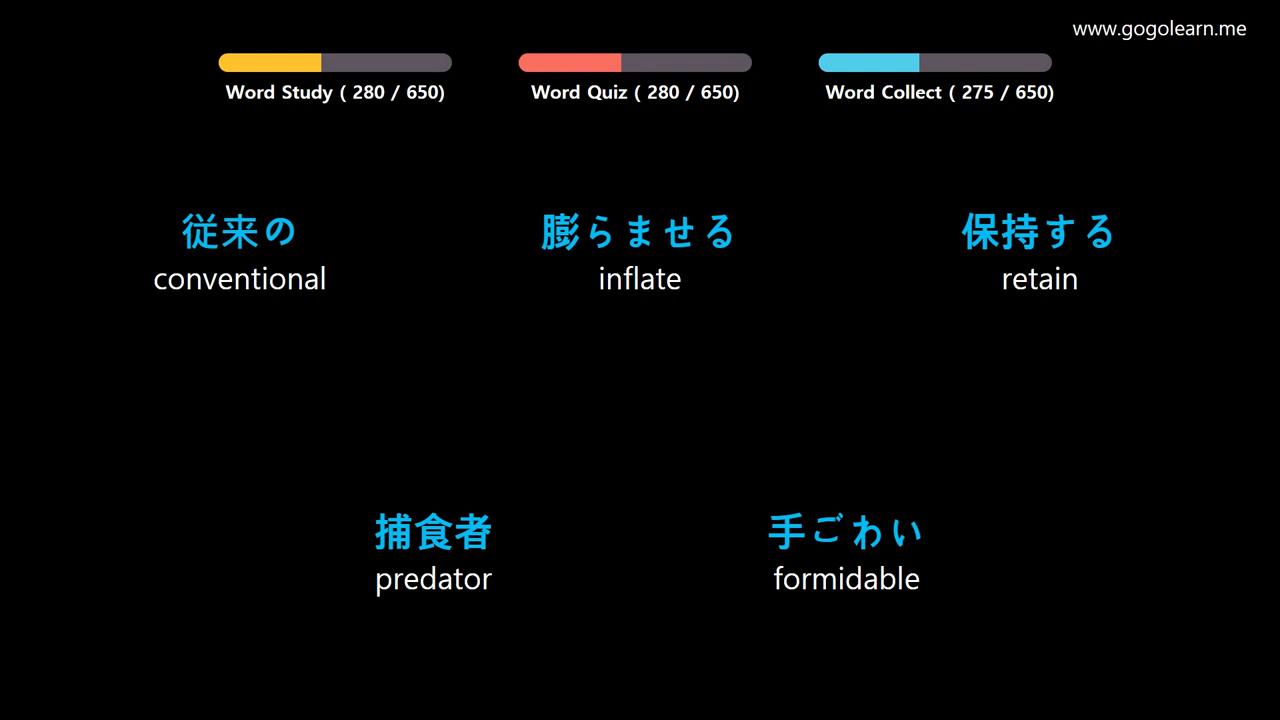 www.gogolearn.me
Word Study ( 280 / 650)
Word Quiz ( 280 / 650)
Word Collect ( 275 / 650)
従来の
conventional
膨らませる
inflate
保持する
retain
捕食者
predator
手ごわい
formidable